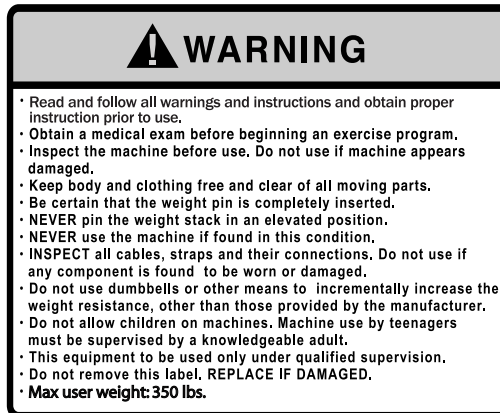 WARNING
· Read and follow all warnings and instructions and obtain proper
instruction prior to use.
· Obtain a medical exam before beginning an exercise program.
· Inspect the machine before use. Do not use if machine appears
damaged.
· Keep body and clothing free and clear of all moving parts.
· Be certain that the weight pin is completely inserted.
· NEVER pin the weight stack in an elevated position.
· NEVER use the machine if found in this condition.
· INSPECT all cables, straps and their connections. Do not use if
any component is found to be worn or damaged.
· Do not use dumbbells or other means to incrementally increase the
weight resistance, other than those provided by the manufacturer.
· Do not allow children on machines. Machine use by teenagers
must be supervised by a knowledgeable adult.
· This equipment to be used only under qualified supervision.
· Do not remove this label. REPLACE IF DAMAGED.
· Max user weight: 350 lbs.